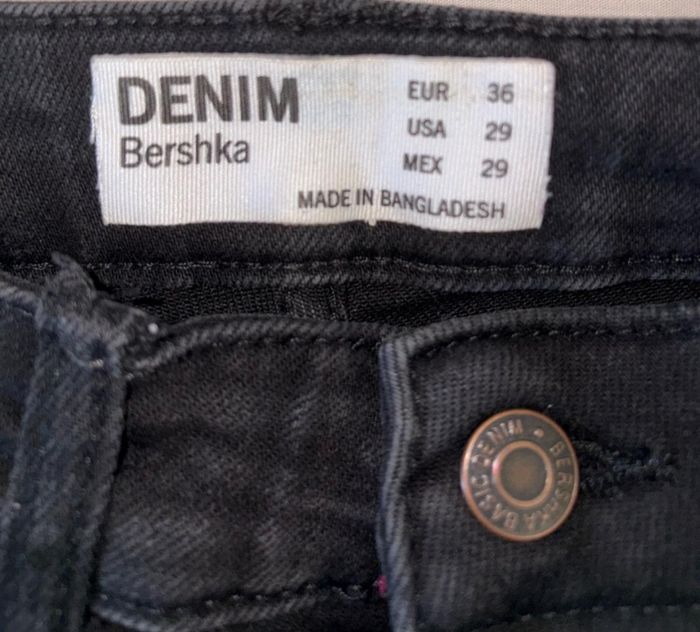 DENIM
Bershka
EUR 36
USA 29
MEX 29
MADE IN BANGLADESH
BERSHKA BASIC DENIM -